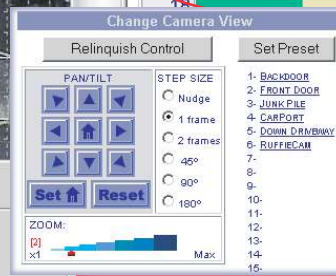 Change Camera View
Relinquish Control
Set Preset
PAN/TILT
STEP SIZE
Nudge
1 frame
2 frames
45°
90°
180°
Set
Reset
ZOOM:
[2]
x1
Max
1- BACKDOOR
2- FRONT DOOR
3- JUNK PILE
4- CARPORT
5- DOWN DRIVEWAY
6- RUFFIECAM
7-
8-
9-
10-
11-
12-
13-
14-
15-